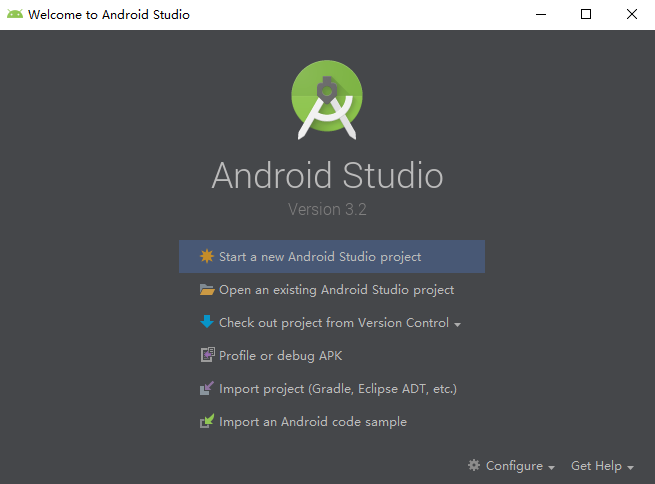 Welcome to Android Studio
Android Studio
Version 3.2
Start a new Android Studio project
Open an existing Android Studio project
Check out project from Version Control
Profile or debug APK
Import project (Gradle, Eclipse ADT, etc.)
Import an Android code sample
Configure Get Help